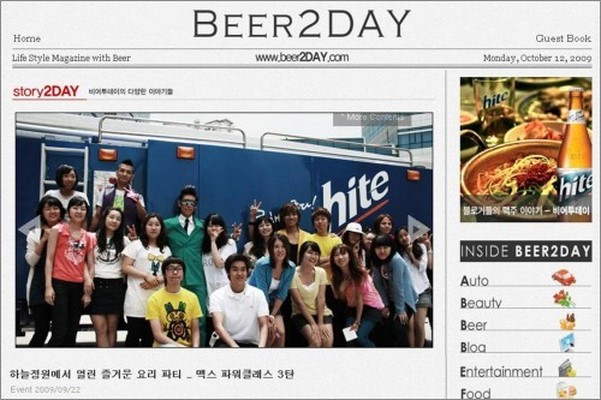 BEER2DAY
Home
Guest Book
Life Style Magazine with Beer
www.beer2DAY.com
Monday, October 12, 2009
story2DAY
비어투데이의 다양한 이야기들
* More Contents
hite
hite
블로거들의 맥주 이야기 - 비어투데이
INSIDE BEER2DAY
Auto
Beauty
Beer
Blog
Entertainment
Food
하늘정원에서 열린 즐거운 요리 파티 _ 맥스 파워클래스 3탄
Event 2009/09/22